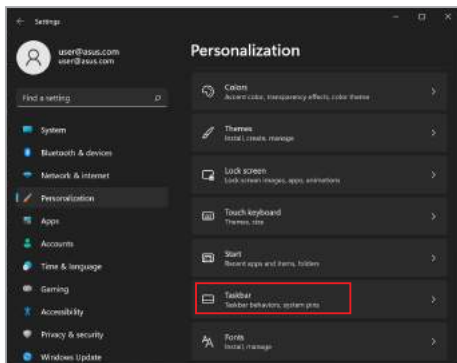 Settings
user@asus.com
user@asus.com
Find a setting
System
Bluetooth & devices
Network & internet
Personalization
Apps
Accounts
Time & language
Gaming
Accessibility
Privacy & security
Windows Update
Personalization
Colors
Accent color, transparency effects, color theme
Themes
Install, create, manage
Lock screen
Lock screen images, apps, animations
Touch keyboard
Themes, size
Start
Recent apps and items, folders
Taskbar
Taskbar behaviors, system pins
Fonts
Install, manage